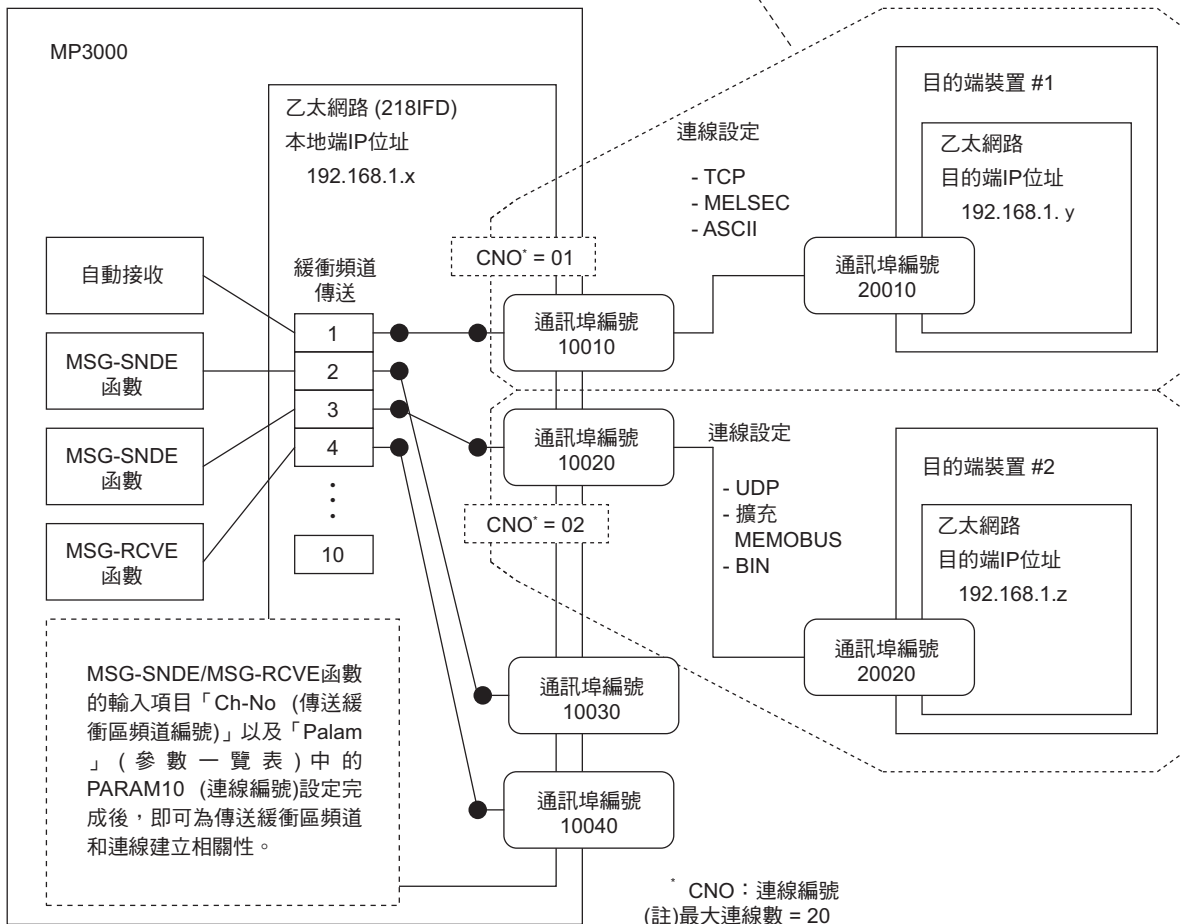 MP3000
乙太網路 (218IFD)
本地端IP位址
192.168.1.x
自動接收
MSG-SNDE
函數
MSG-SNDE
函數
MSG-RCVE
函數
緩衝頻道
傳送
1
2
3
4
10
MSG-SNDE/MSG-RCVE函數
的輸入項目「Ch-No (傳送緩
衝區頻道編號)」以及「Palam
」(參數一覽表)中的
PARAM10 (連線編號)設定完
成後，即可為傳送緩衝區頻道
和連線建立相關性。
CNO* = 01
通訊埠編號
10010
連線設定
- TCP
- MELSEC
- ASCII
目的端裝置 #1
乙太網路
目的端IP位址
192.168.1. y
通訊埠編號
20010
通訊埠編號
10020
CNO* = 02
連線設定
- UDP
- 擴充
MEMOBUS
- BIN
目的端裝置 #2
乙太網路
目的端IP位址
192.168.1.z
通訊埠編號
20020
通訊埠編號
10030
通訊埠編號
10040
* CNO：連線編號
(註)最大連線數 = 20